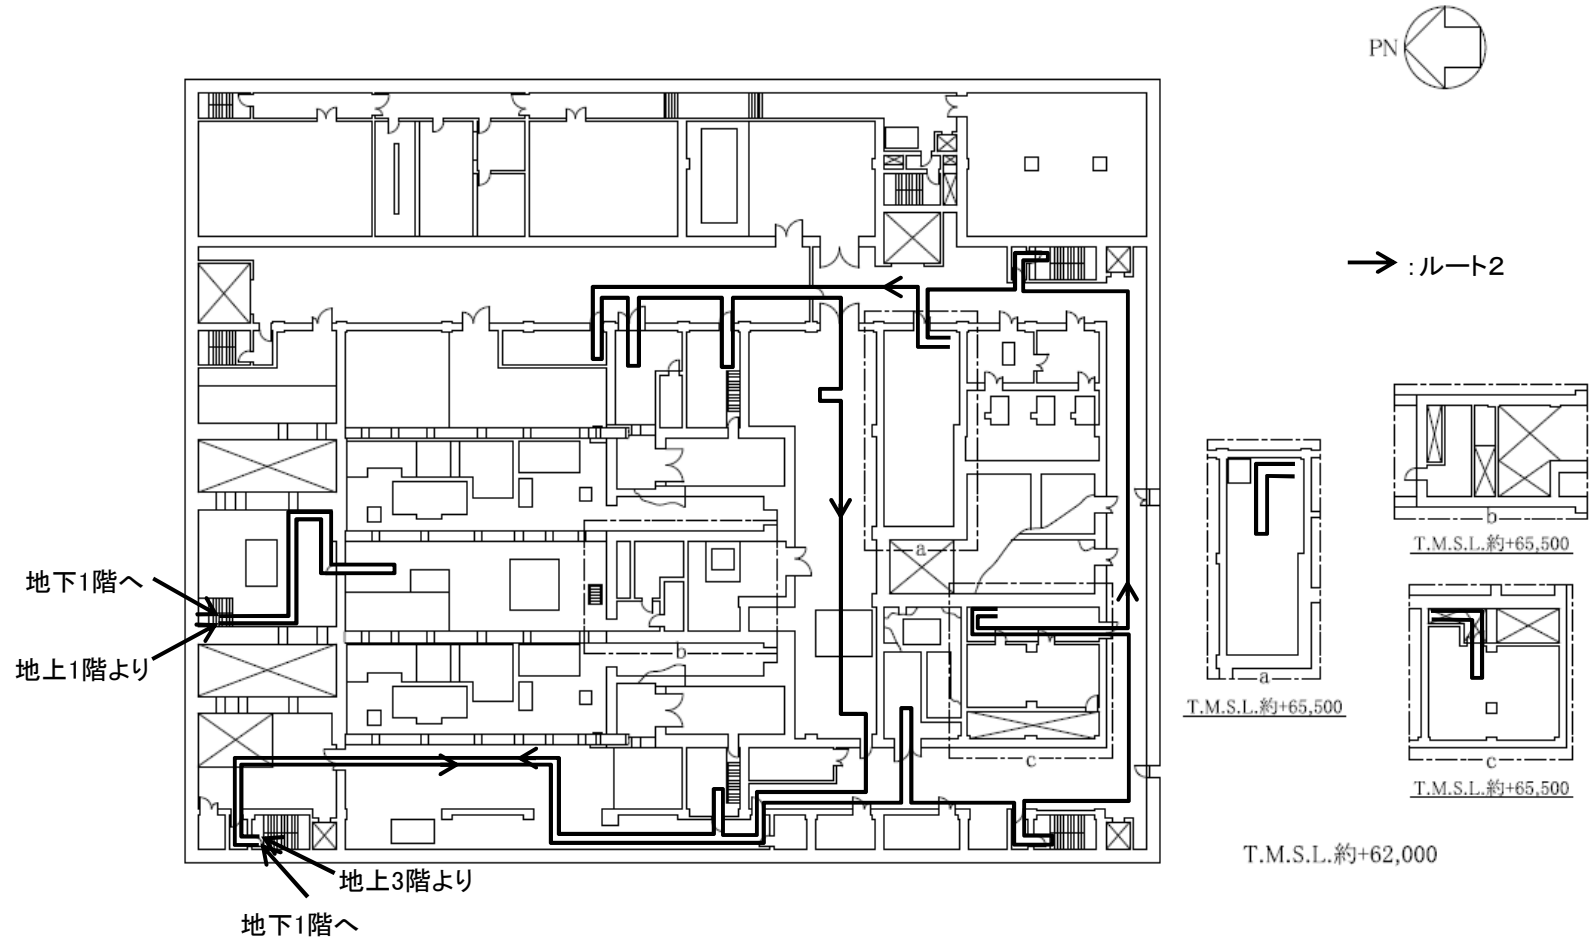 PN
:ルート2
a
b
c
地下1階へ
地上1階より
b
T.M.S.L.約+65,500
a
T.M.S.L.約+65,500
c
T.M.S.L.約+65,500
T.M.S.L.約+62,000
地上3階より
地下1階へ